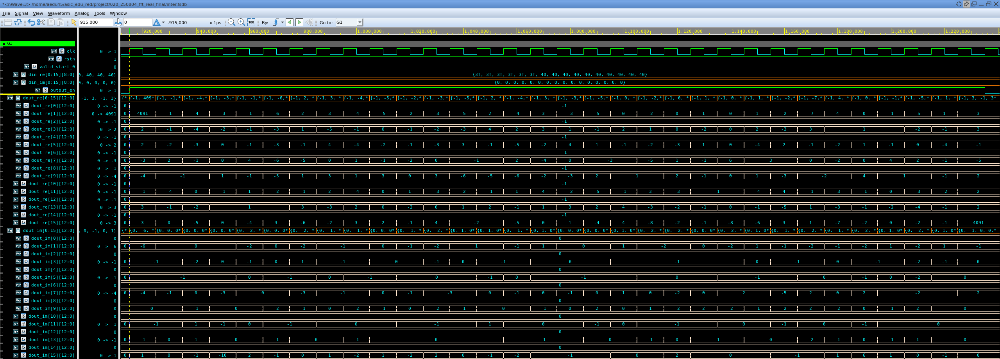 *<nWave:3> /home/aedu45/asic_edu_red/project/020_250804_fft_real_final/inter.fsdb
File Signal View Waveform Analog Tools Window
915,000 0 -915,000 x 1ps 100 By: Go to: G1
920,000 940,000 960,000 980,000 1,000,000 1,020,000 1,040,000 1,060,000 1,080,000 1,100,000 1,120,000 1,140,000 1,160,000 1,180,000 1,200,000 1,220,000
= G1
Ver clk 0 -> 1
Ver rstn 1
Ver valid_start_0 0
Ver din_re[0:15][8:0] 0, 40, 40, 40} {3f, 3f, 3f, 3f, 3f, 3f, 40, 40, 40, 40, 40, 40, 40, 40, 40, 40}
Ver din_im[0:15][8:0] 0, 0, 0, 0, 0} {0, 0, 0, 0, 0, 0, 0, 0, 0, 0, 0, 0, 0, 0, 0, 0}
Ver output_en 0 -> 1
Ver dout_re[0:15][12:0] -1, 3, -1, 3} {* {-1, 409* {-1, -1,* {-1, -4,* {-1, -3,* {-1, -1,* {-1, -6,* {-1, 2, * {-1, 3, * {-1, -4,* {-1, -5,* {-1, -2,* {-1, -3,* {-1, -5,* {-1, 2, * {-1, -4,* {-1, 3, * {-1, -3,* {-1, -5,* {-1, 0, * {-1, -2,* {-1, 0, * {-1, 1, * {-1, 0, * {-1, 1, * {-1, -2,* {-1, -7,* {-1, 4, * {-1, 0, * {-1, -1,* {-1, -5,* {-1, 1, * {-1, 3, -1, 3*
Ver dout_re[0][12:0] 0 -> -1 0 -1
Ver dout_re[1][12:0] 0 -> 4091 0 4091 -1 -4 -3 -1 -6 2 3 -4 -5 -2 -3 -5 2 -4 3 -3 -5 0 -2 0 1 0 1 -2 -7 4 0 -1 -5 1 3
Ver dout_re[2][12:0] 0 -> -1 0 -1
Ver dout_re[3][12:0] 0 -> 2 0 2 -1 -4 -2 -1 -3 1 -5 -1 0 -1 -2 -3 4 2 3 1 -1 2 1 0 -2 0 2 -3 3 1 -2 -1 3
Ver dout_re[4][12:0] 0 -> -1 0 -1
Ver dout_re[5][12:0] 0 -> 2 0 2 -2 -3 0 -1 -3 -1 4 -4 -2 -1 -3 3 -1 -5 -2 4 1 -1 -2 -3 1 0 -4 2 -1 -2 1 -1 0 -4 -1
Ver dout_re[6][12:0] 0 -> -1 0 -1
Ver dout_re[7][12:0] 0 -> -3 0 -3 2 -1 0 4 -6 -5 0 1 -1 -2 0 -1 2 -4 0 -3 -5 1 -1 6 3 0 -2 0 4 2 -1 -5
Ver dout_re[8][12:0] 0 -> -1 0 -1
Ver dout_re[9][12:0] 0 -> -4 0 -4 -1 1 -1 -5 1 3 1 3 0 3 -6 -5 -6 -2 -3 2 1 2 -1 0 1 -3 -2 4 1 -1 2
Ver dout_re[10][12:0] 0 -> -1 0 -1
Ver dout_re[11][12:0] 0 -> -1 0 -1 -4 0 -1 1 -2 -1 2 -4 0 1 -3 -2 -1 1 4 -2 -5 -1 3 -3 -1 -4 4 -1 -3 -1 0 -3 -2 2
Ver dout_re[12][12:0] 0 -> -1 0 -1
Ver dout_re[13][12:0] 0 -> 3 0 3 -1 -2 1 3 -3 2 0 -2 0 1 2 -1 1 3 2 4 -3 -2 -1 0 -1 -5 1 -3 -1 -2 -4 -1 2
Ver dout_re[14][12:0] 0 -> -1 0 -1
Ver dout_re[15][12:0] 0 -> 3 0 3 0 -5 0 -4 3 -6 -2 3 2 -1 4 -2 -5 0 1 -4 4 -8 -2 -1 -8 -6 3 1 -7 -2 0 -2 -1 4091
Ver dout_im[0:15][12:0] , 0, -1, 0, 1} {* {0, -6, * {0, 0, 0* {0, 0, 0* {0, 0, 0* {0, -2, * {0, 0, 0* {0, -2, * {0, -1, * {0, -1, * {0, 0, 0* {0, -1, * {0, -2, * {0, 1, 0* {0, 1, 0* {0, -1, * {0, 1, 0* {0, 0, 0* {0, 0, 0* {0, 1, 0* {0, -2, * {0, -2, * {0, 0, 0* {0, -2, * {0, 1, 0* {0, -1, * {0, -2, * {0, -1, * {0, -2, * {0, 1, 0* {0, -2, * {0, 1, 0* {0, -1, 0, 0,*
Ver dout_im[0][12:0] 0 0
Ver dout_im[1][12:0] 0 -> -6 0 -6 0 -2 0 -2 -1 0 -1 -2 1 -1 1 0 1 -2 0 -2 1 -1 -2 -1 -2 1 -2 1 -1
Ver dout_im[2][12:0] 0 0
Ver dout_im[3][12:0] 0 -> -1 0 -1 -2 0 -1 0 1 -1 0 -1 0 -1 0 -1 0 -1 0 -1 -2 -1 0
Ver dout_im[4][12:0] 0 0
Ver dout_im[5][12:0] 0 -> -1 0 -1 0 -1 0 -1 0 -1 0 -1 0 -1 0 -1 0 -2 0
Ver dout_im[6][12:0] 0 0
Ver dout_im[7][12:0] 0 -> -4 0 -4 -1 0 -3 0 -3 -1 0 -1 -3 0 -1 0 -1 0 1 0 -2 0 2 -5 2 0 2 -2 2
Ver dout_im[8][12:0] 0 0
Ver dout_im[9][12:0] 0 0 -1 0 -2 -1 0 -2 -1 0 -2 -1 0 -1 0 2 0 1 -2 2 -2 -1 -2 2 -2 0 -1 2 0
Ver dout_im[10][12:0] 0 0
Ver dout_im[11][12:0] 0 -> -1 0 -1 1 -1 0 -1 0 -1 1 0 -1 0 -1 0 -1 0 -1 0
Ver dout_im[12][12:0] 0 0
Ver dout_im[13][12:0] 0 -> -1 0 -1 0 1 0 -1 0 -1 0 -1 0 -1 0 -1 0 -2 -1 0 -1 1 0
Ver dout_im[14][12:0] 0 0
Ver dout_im[15][12:0] 0 -> 1 0 1 0 -1 -10 2 -1 0 1 -2 1 -2 2 0 -1 -2 -1 0 2 0 -1 1 6 1 0 -1 0